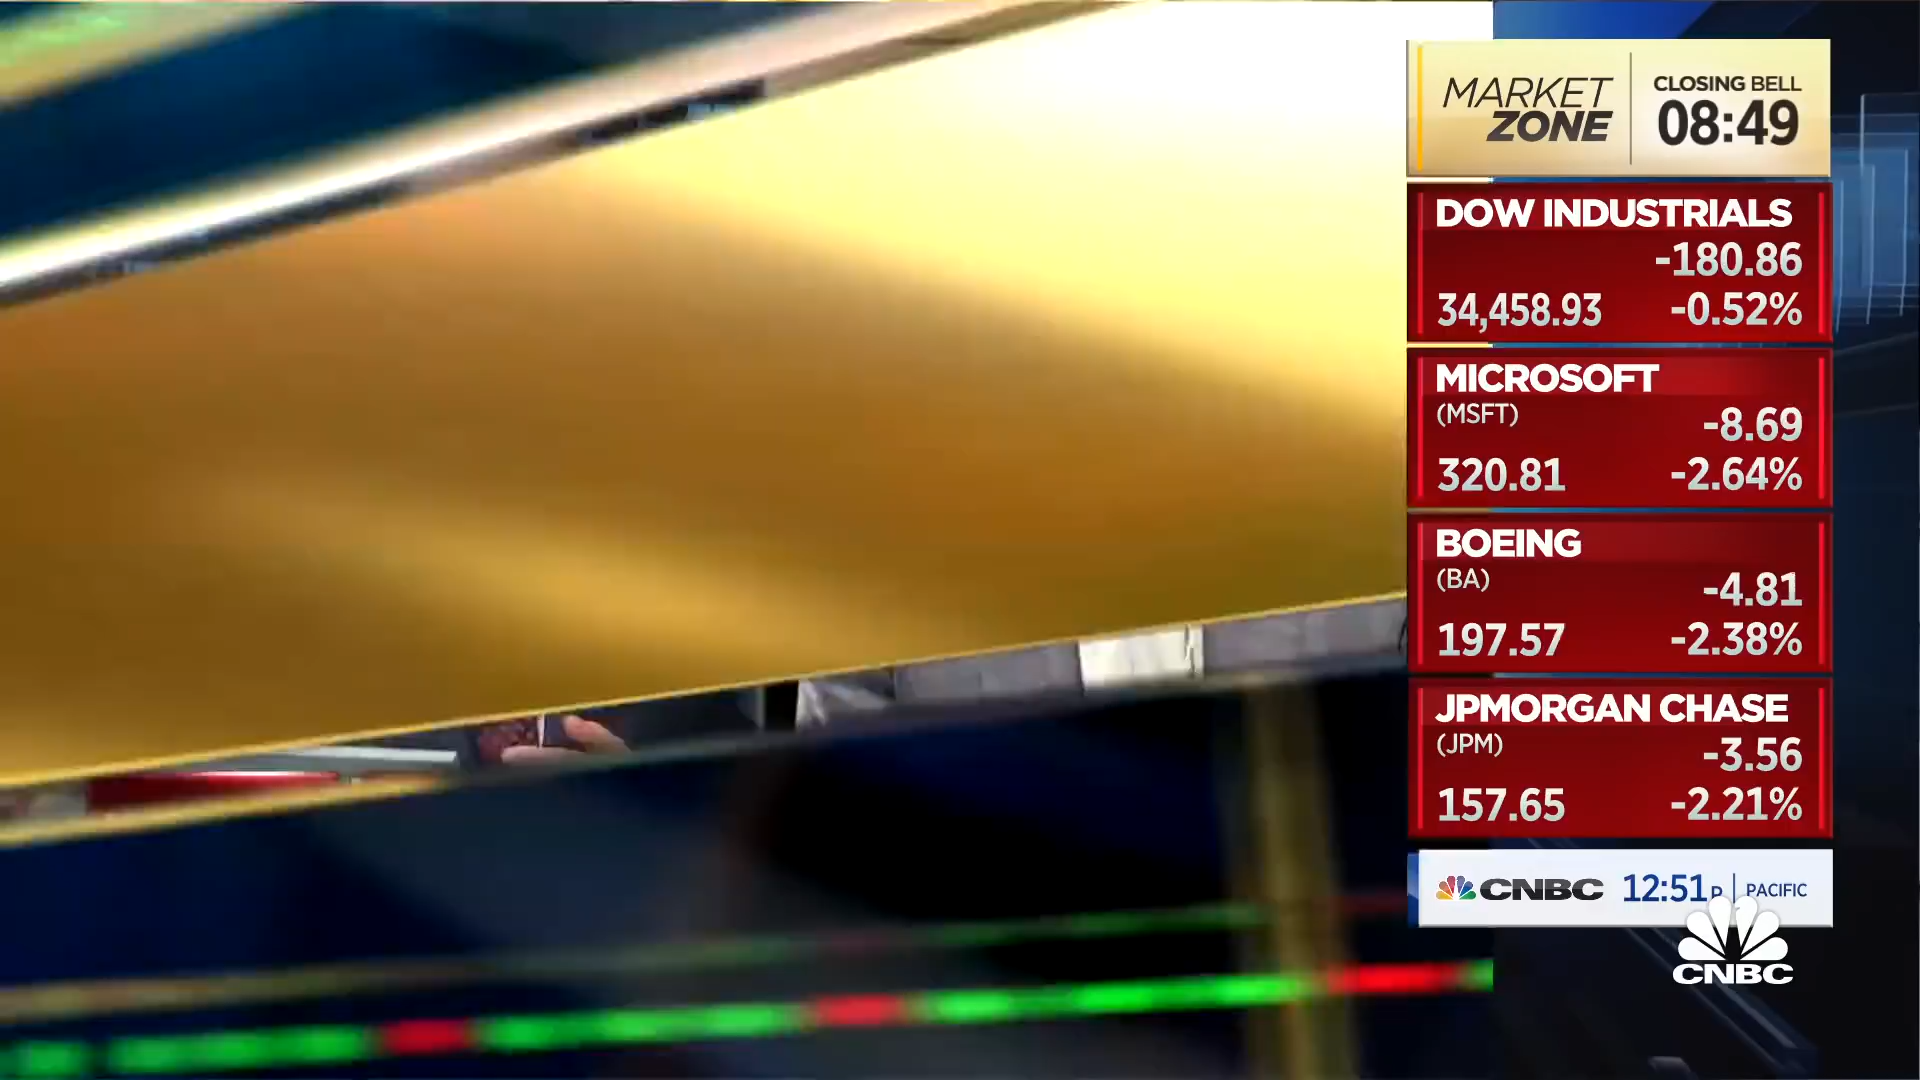 MARKET
ZONE
CLOSING BELL
08:49
DOW INDUSTRIALS
-180.86
34,458.93 -0.52%
MICROSOFT
(MSFT)
-8.69
320.81 -2.64%
BOEING
(BA)
-4.81
197.57 -2.38%
JPMORGAN CHASE
(JPM)
-3.56
157.65 -2.21%
CNBC 12:51P PACIFIC
CNBC